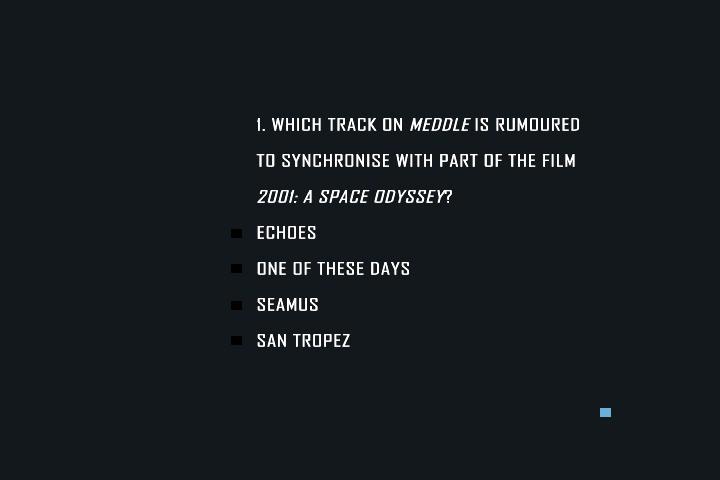 1. WHICH TRACK ON MEDDLE IS RUMOURED
TO SYNCHRONISE WITH PART OF THE FILM
2001: A SPACE ODYSSEY?
ECHOES
ONE OF THESE DAYS
SEAMUS
SAN TROPEZ